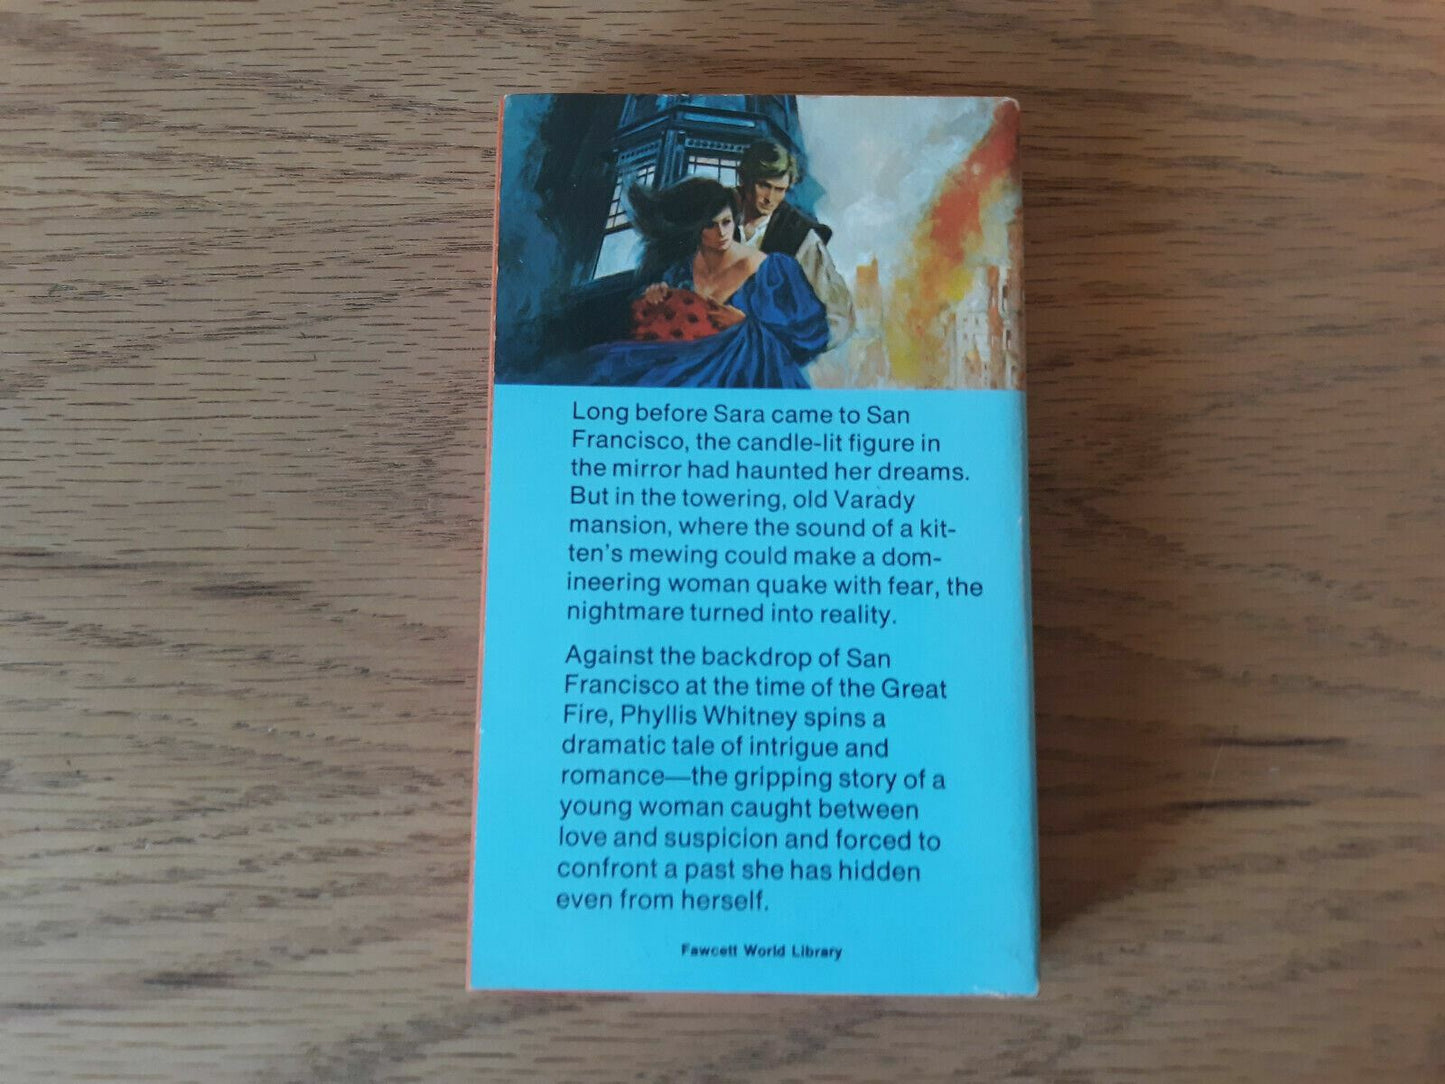 Long before Sara came to San
Francisco, the candle-lit figure in
the mirror had haunted her dreams.
But in the towering, old Varady
mansion, where the sound of a kit-
ten's mewing could make a dom-
ineering woman quake with fear, the
nightmare turned into reality.
Against the backdrop of San
Francisco at the time of the Great
Fire, Phyllis Whitney spins a
dramatic tale of intrigue and
romance—the gripping story of a
young woman caught between
love and suspicion and forced to
confront a past she has hidden
even from herself.
Fawcett World Library